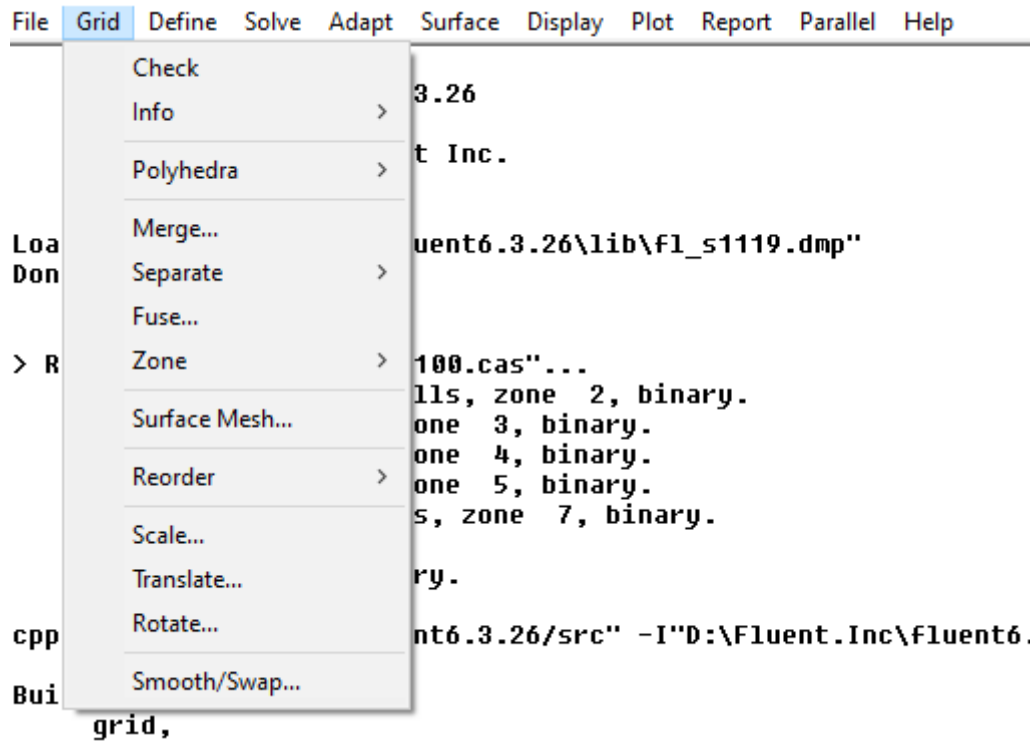 File Grid Define Solve Adapt Surface Display Plot Report Parallel Help
Check
Info
Polyhedra
Merge...
Separate
Fuse...
Zone
Surface Mesh...
Reorder
Scale...
Translate...
Rotate...
Smooth/Swap...
3.26
t Inc.
Loa uent6.3.26\lib\fl_s1119.dmp"
Don
> R 100.cas"...
lls, zone 2, binary.
one 3, binary.
one 4, binary.
one 5, binary.
s, zone 7, binary.
ry.
cpp nt6.3.26/src" -I"D:\Fluent.Inc\fluent6.
Bui
grid,